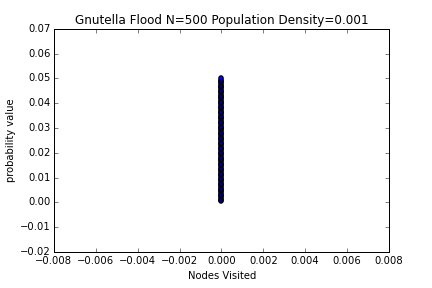 Gnutella Flood N=500 Population Density=0.001
0.07
0.06
0.05
0.04
0.03
0.02
0.01
0.00
−0.01
−0.02
probability value
−0.008 −0.006 −0.004 −0.002 0.000 0.002 0.004 0.006 0.008
Nodes Visited